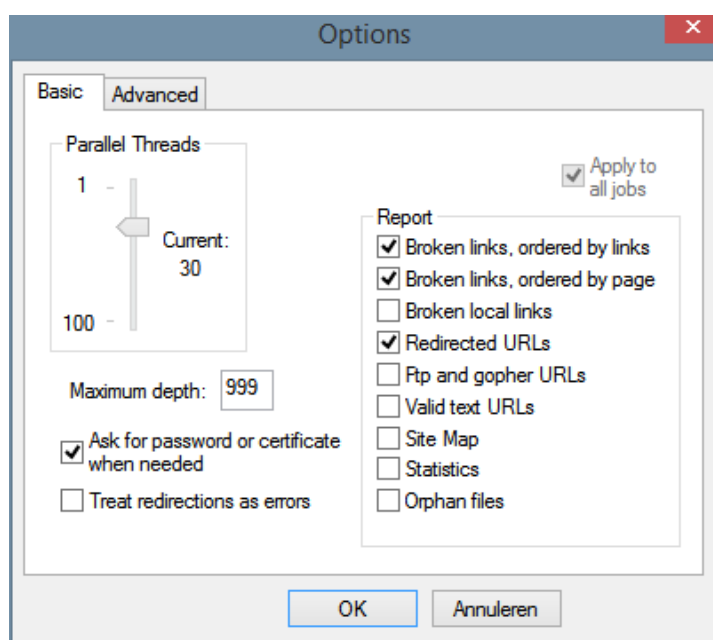 Options
Basic
Advanced
Parallel Threads
1
Current:
30
100
Maximum depth: 999
Ask for password or certificate
when needed
Treat redirections as errors
Apply to
all jobs
Report
Broken links, ordered by links
Broken links, ordered by page
Broken local links
Redirected URLs
Ftp and gopher URLs
Valid text URLs
Site Map
Statistics
Orphan files
OK
Annuleren